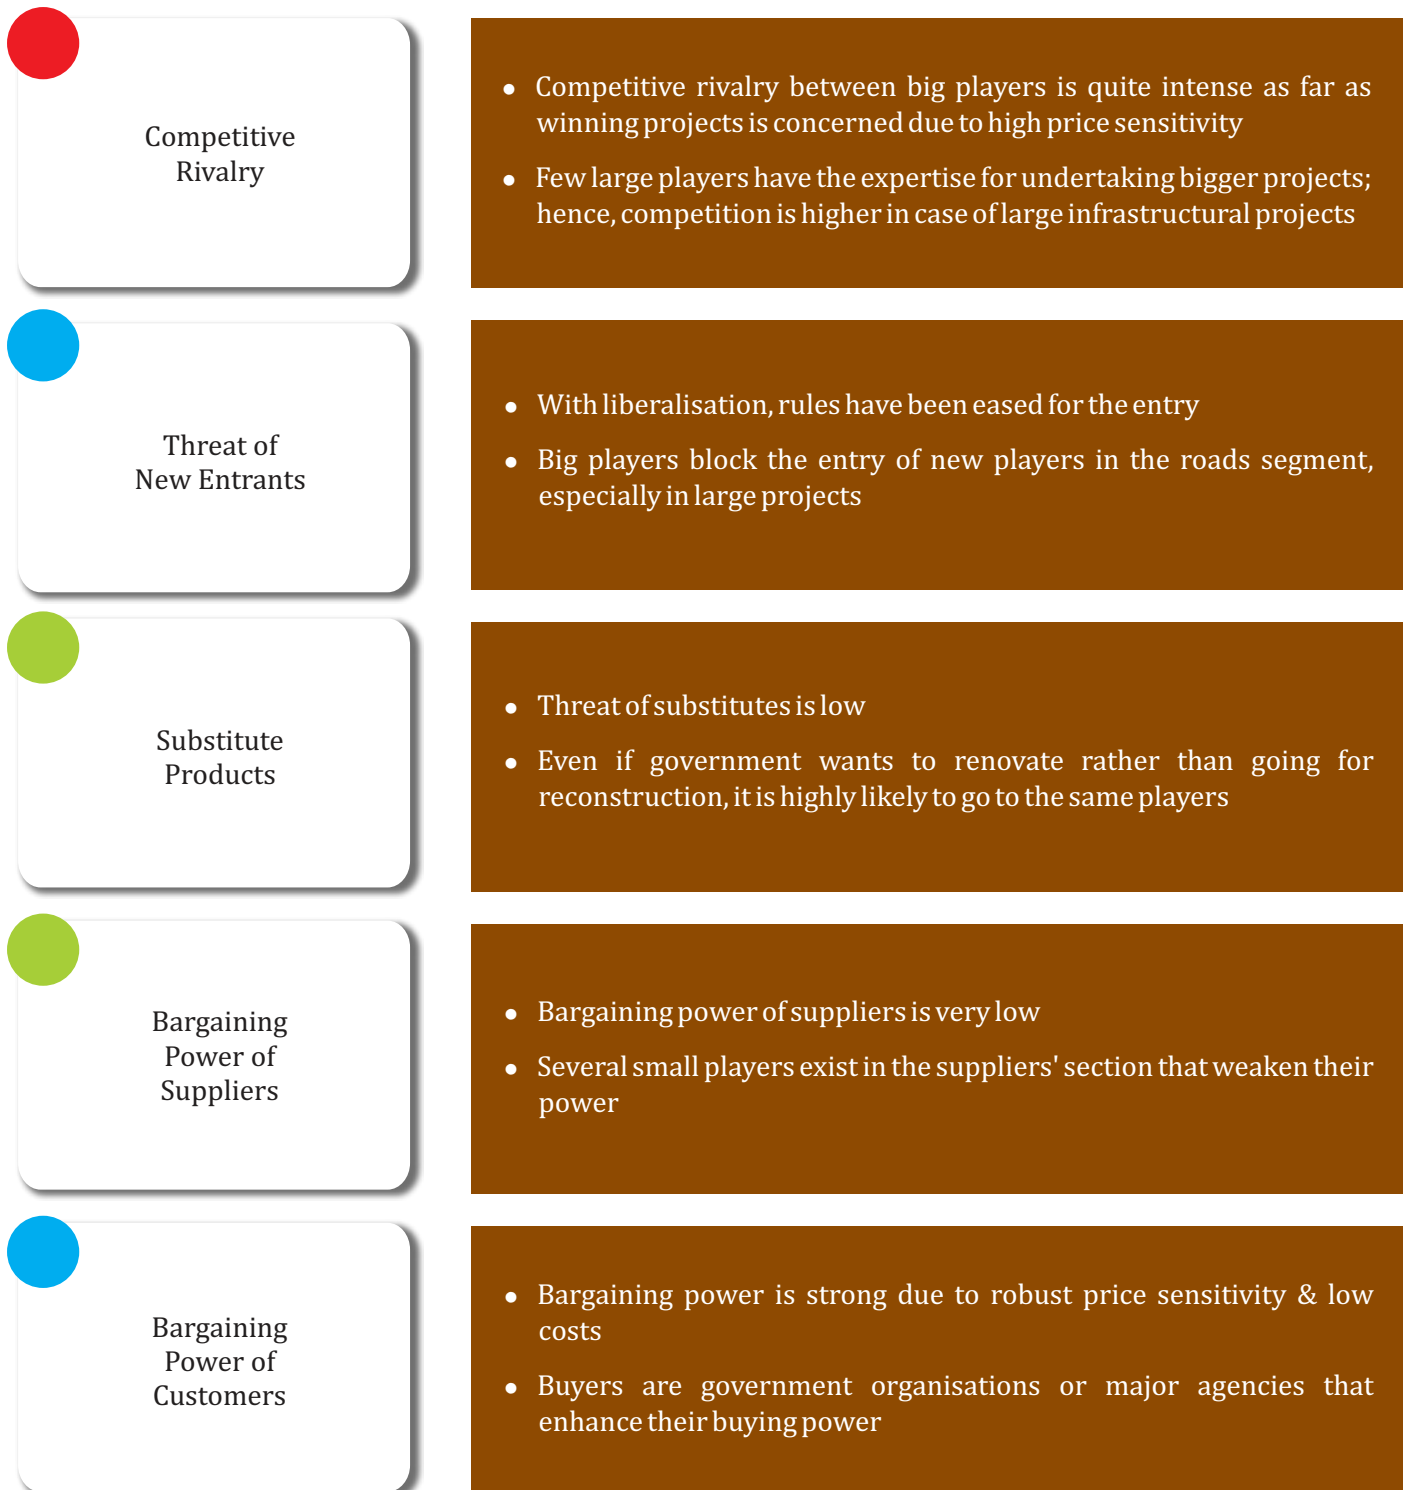 Competitive
Rivalry
● Competitive rivalry between big players is quite intense as far as
winning projects is concerned due to high price sensitivity
● Few large players have the expertise for undertaking bigger projects;
hence, competition is higher in case of large infrastructural projects
Threat of
New Entrants
● With liberalisation, rules have been eased for the entry
● Big players block the entry of new players in the roads segment,
especially in large projects
Substitute
Products
● Threat of substitutes is low
● Even if government wants to renovate rather than going for
reconstruction, it is highly likely to go to the same players
Bargaining
Power of
Suppliers
● Bargaining power of suppliers is very low
● Several small players exist in the suppliers' section that weaken their
power
Bargaining
Power of
Customers
● Bargaining power is strong due to robust price sensitivity & low
costs
● Buyers are government organisations or major agencies that
enhance their buying power